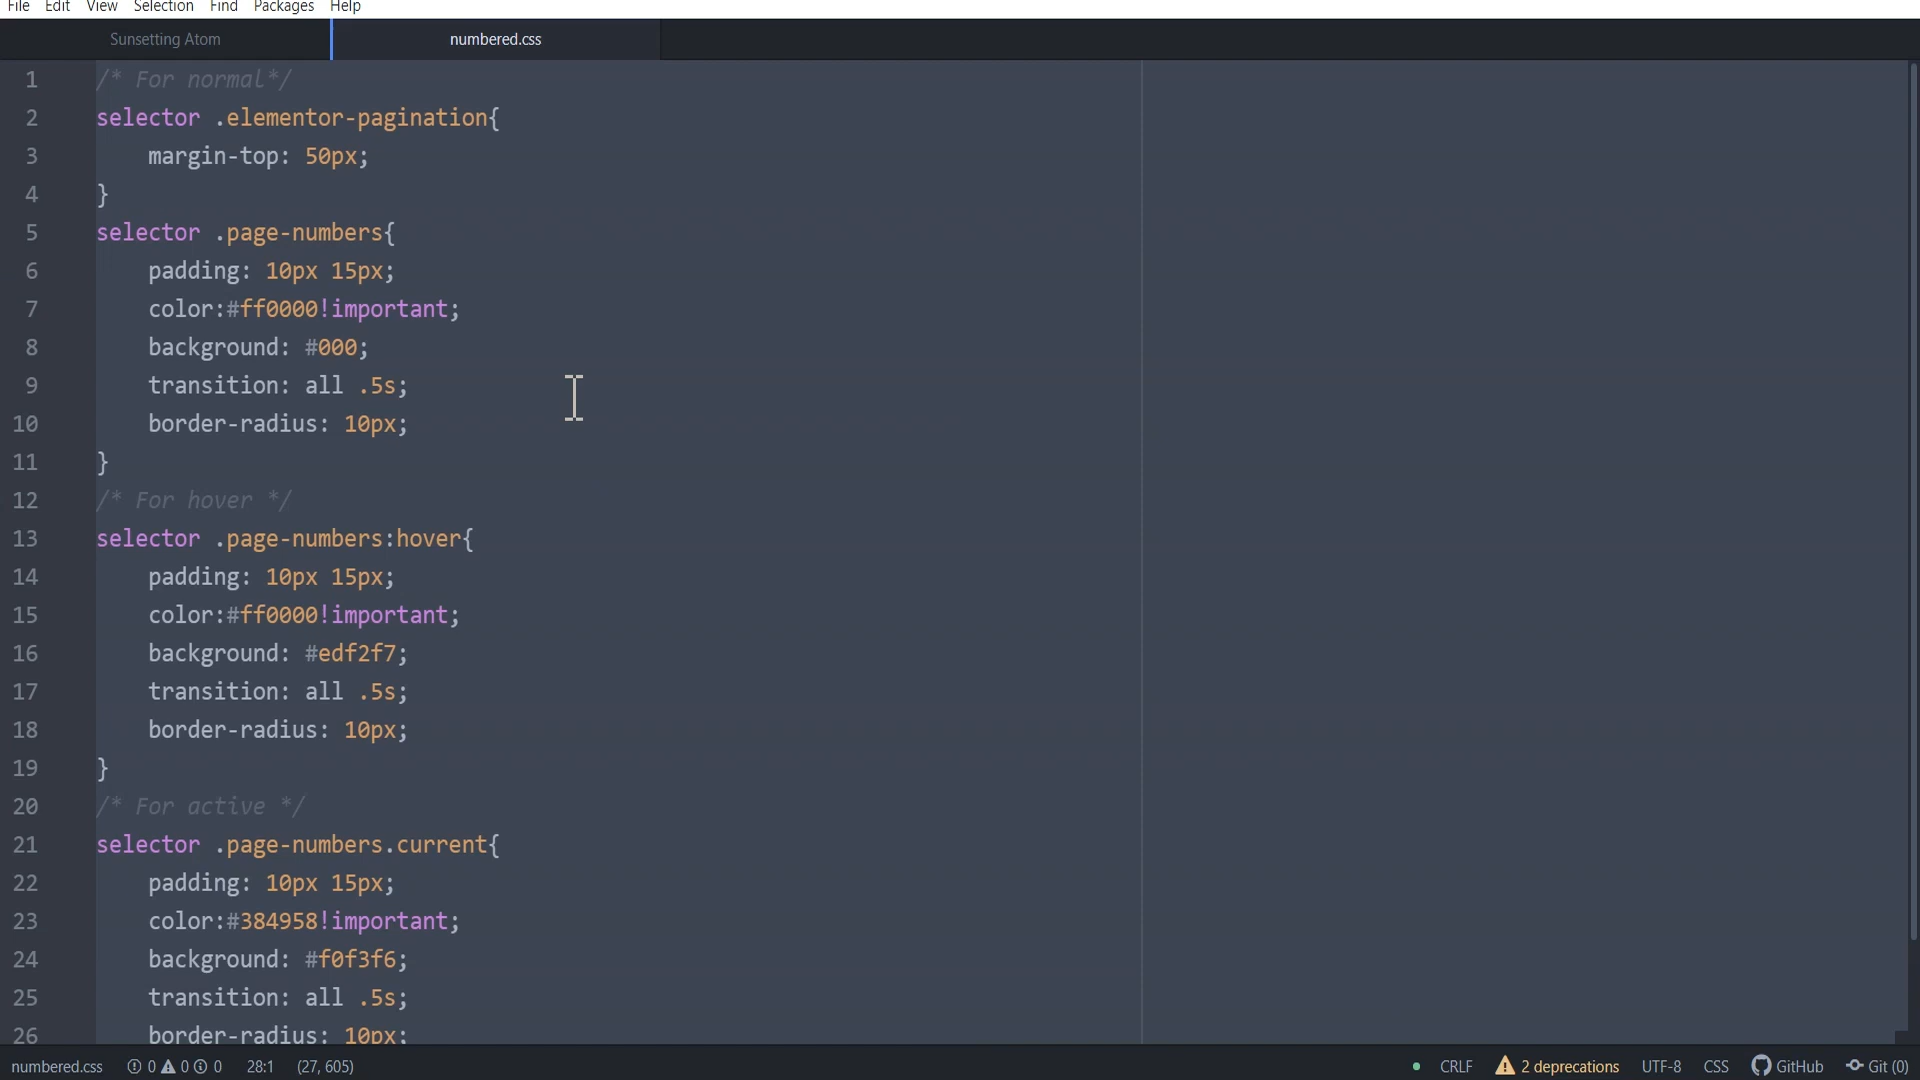 File Edit View Selection Find Packages Help
Sunsetting Atom numbered.css
1 /* For normal*/
2 selector .elementor-pagination{
3 margin-top: 50px;
4 }
5 selector .page-numbers{
6 padding: 10px 15px;
7 color:#ff0000!important;
8 background: #000;
9 transition: all .5s;
10 border-radius: 10px;
11 }
12 /* For hover */
13 selector .page-numbers:hover{
14 padding: 10px 15px;
15 color:#ff0000!important;
16 background: #edf2f7;
17 transition: all .5s;
18 border-radius: 10px;
19 }
20 /* For active */
21 selector .page-numbers.current{
22 padding: 10px 15px;
23 color:#384958!important;
24 background: #f0f3f6;
25 transition: all .5s;
26 border-radius: 10px;
numbered.css 0 0 0 28:1 (27, 605) CRLF 2 deprecations UTF-8 CSS GitHub Git (0)